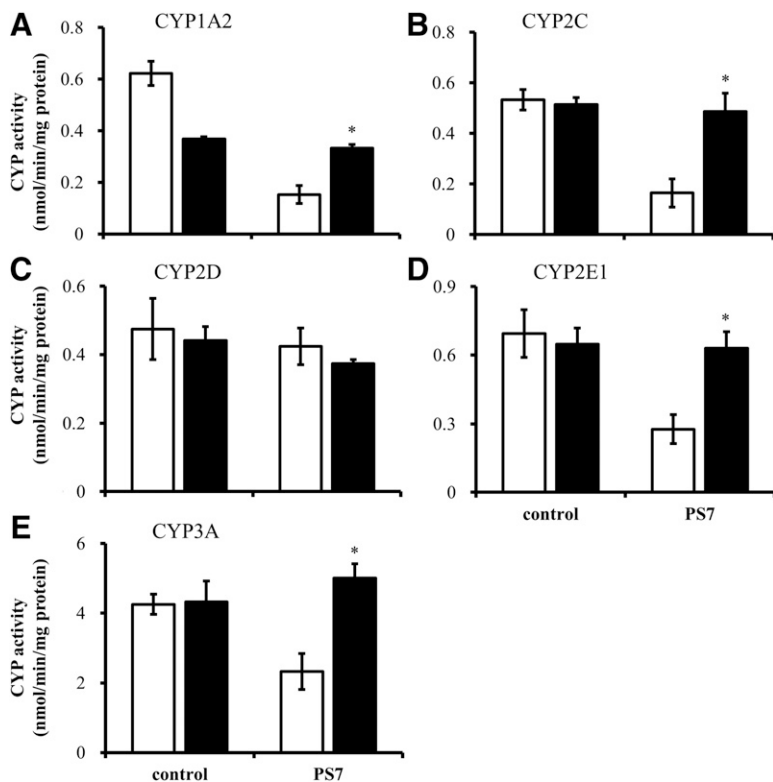 A
CYP1A2
CYP activity
(nmol/min/mg protein)
0.8
0.6
0.4
0.2
0
*
B
CYP2C
0.8
0.6
0.4
0.2
0
*
C
CYP2D
CYP activity
(nmol/min/mg protein)
0.6
0.4
0.2
0
D
CYP2E1
0.9
0.6
0.3
0
*
control
PS7
E
CYP3A
CYP activity
(nmol/min/mg protein)
6
4
2
0
*
control
PS7